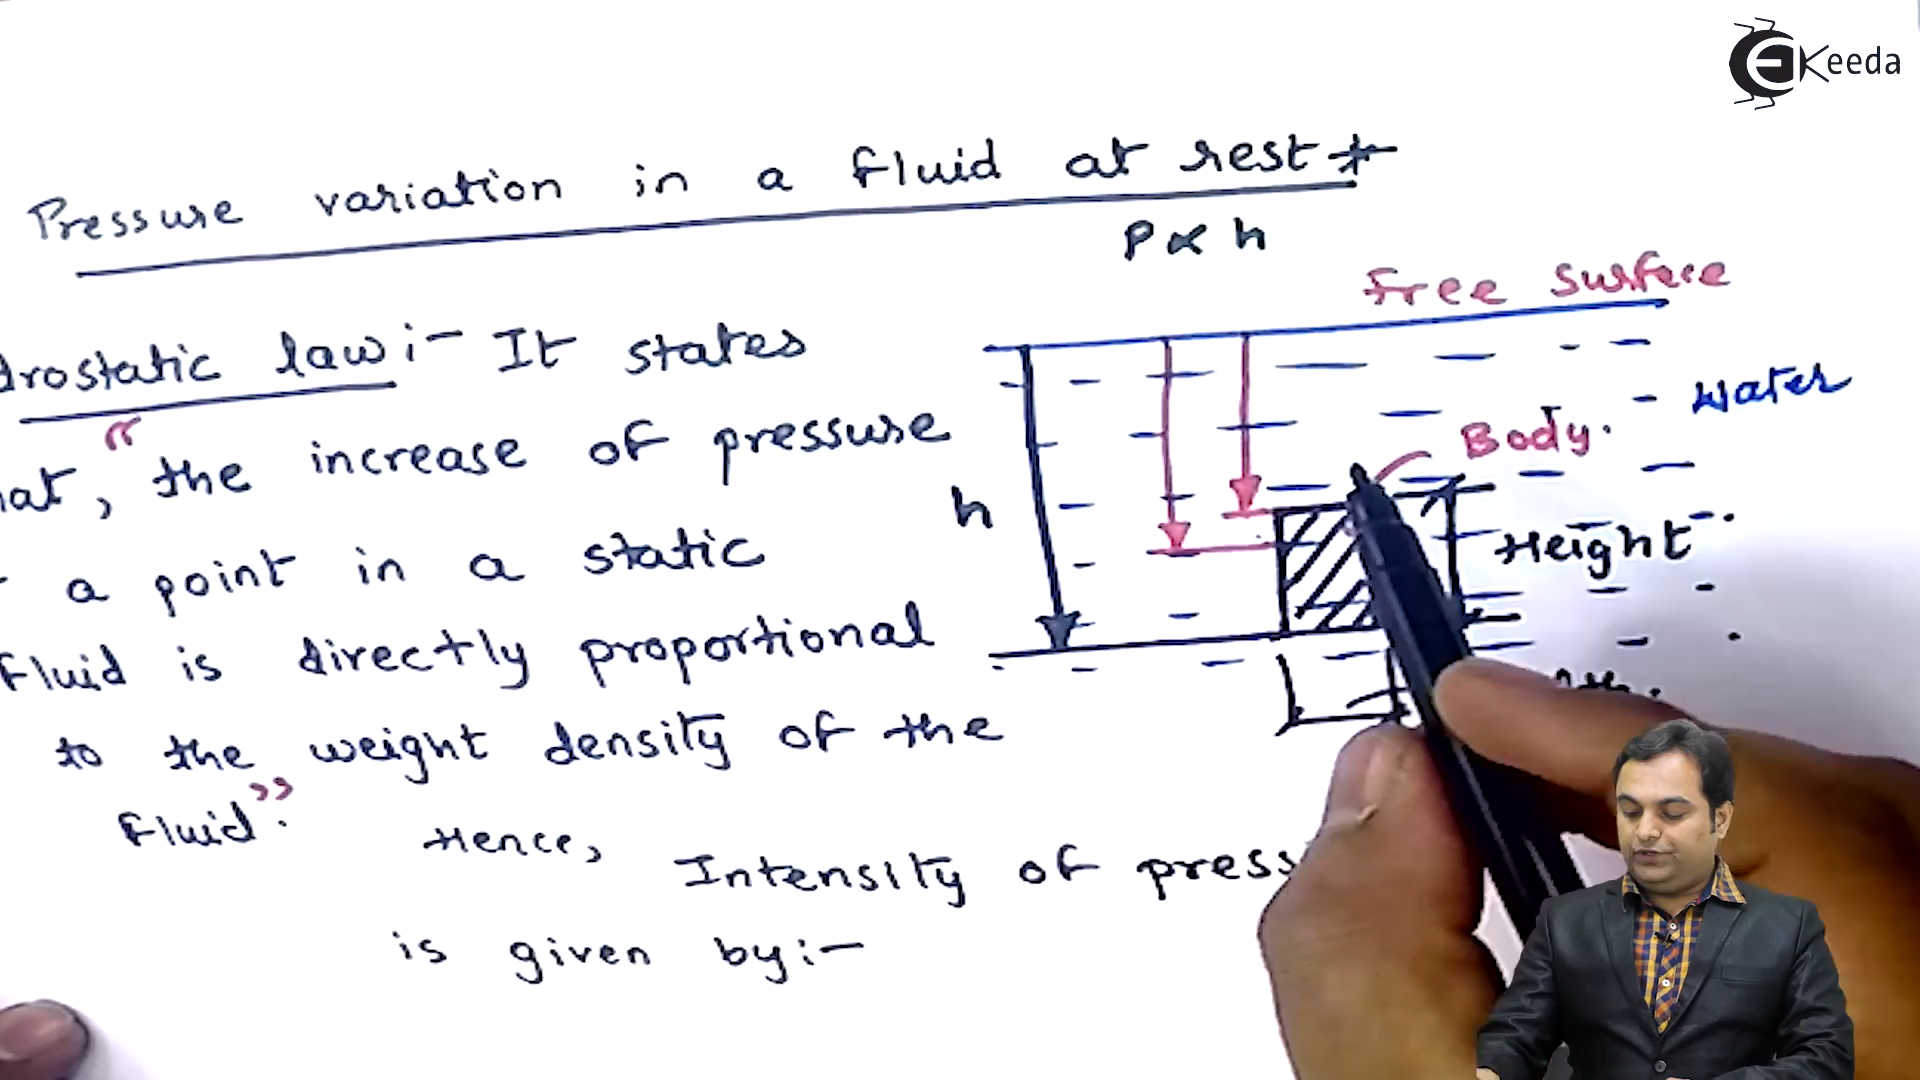 Keeda
Pressure variation in a fluid at rest
P ∝ h
Free surface
drostatic law :- It states
Water
"the increase of pressure
Body.
h
Height
a point in a static
fluid is directly proportional
to the weight density of the
fluid".
Hence, Intensity of press
is given by :-